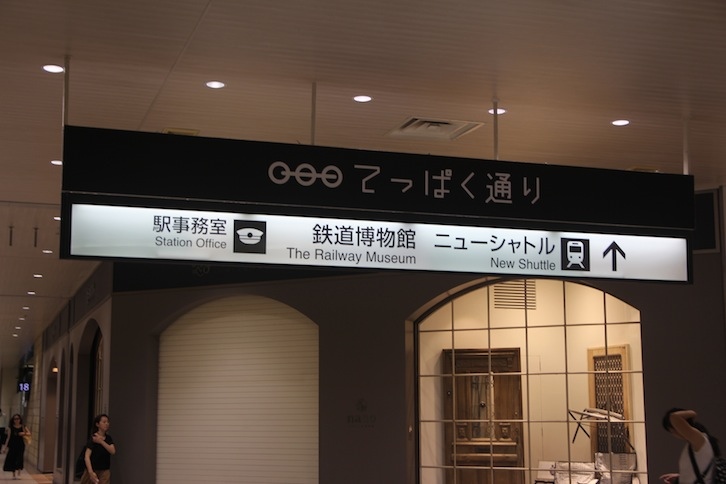 てっぱく通り
駅事務室
Station Office
鉄道博物館
The Railway Museum
ニューシャトル
New Shuttle
18